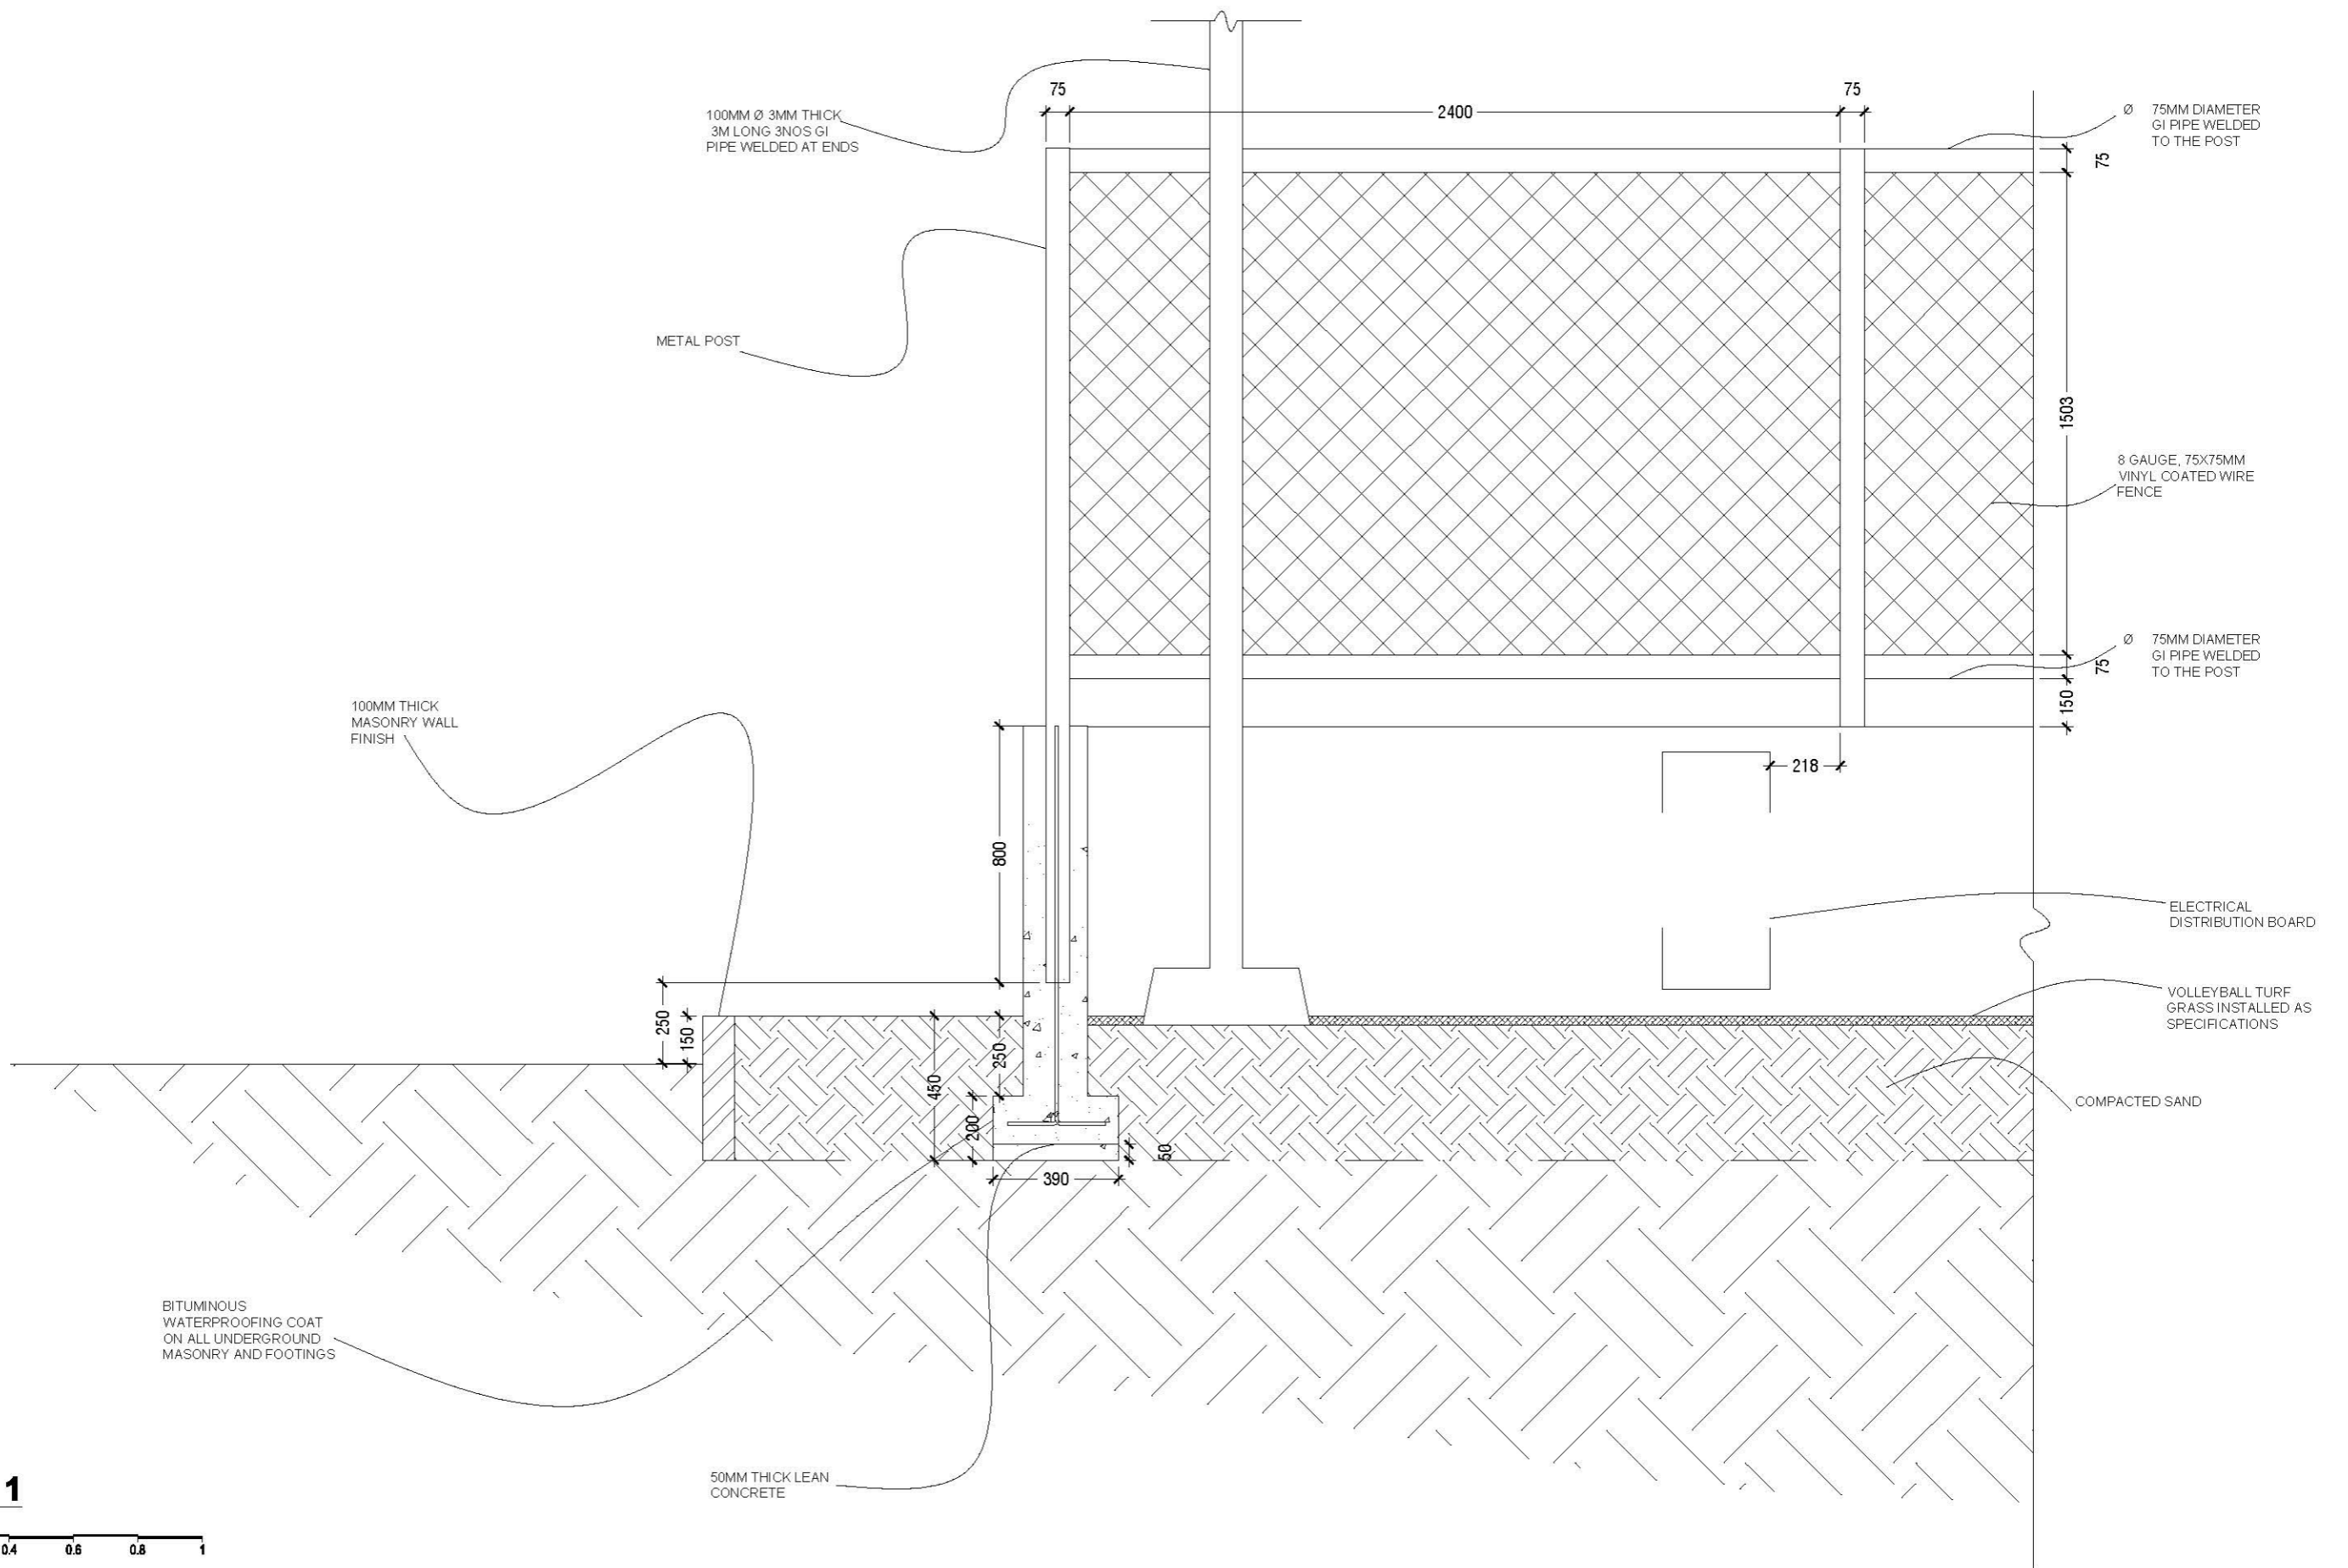 75
2400
75
100MM Ø 3MM THICK
3M LONG 3NOS GI
PIPE WELDED AT ENDS
Ø 75MM DIAMETER
GI PIPE WELDED
TO THE POST
75
METAL POST
1503
8 GAUGE, 75X75MM
VINYL COATED WIRE
FENCE
Ø 75MM DIAMETER
GI PIPE WELDED
TO THE POST
75
150
100MM THICK
MASONRY WALL
FINISH
218
800
ELECTRICAL
DISTRIBUTION BOARD
VOLLEYBALL TURF
GRASS INSTALLED AS
SPECIFICATIONS
250
150
250
450
200
50
390
COMPACTED SAND
BITUMINOUS
WATERPROOFING COAT
ON ALL UNDERGROUND
MASONRY AND FOOTINGS
50MM THICK LEAN
CONCRETE
1
0.4 0.6 0.8 1